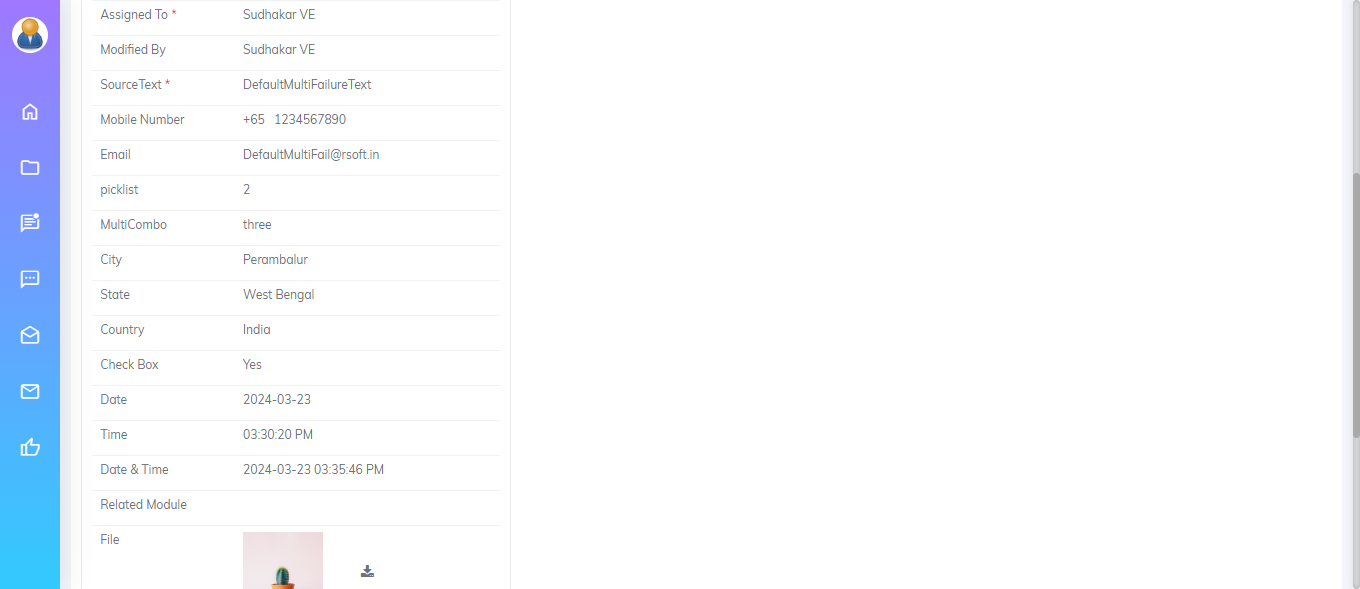 Assigned To * Sudhakar VE
Modified By Sudhakar VE
SourceText * DefaultMultiFailureText
Mobile Number +65 1234567890
Email DefaultMultiFail@rsoft.in
picklist 2
MultiCombo three
City Perambalur
State West Bengal
Country India
Check Box Yes
Date 2024-03-23
Time 03:30:20 PM
Date & Time 2024-03-23 03:35:46 PM
Related Module
File